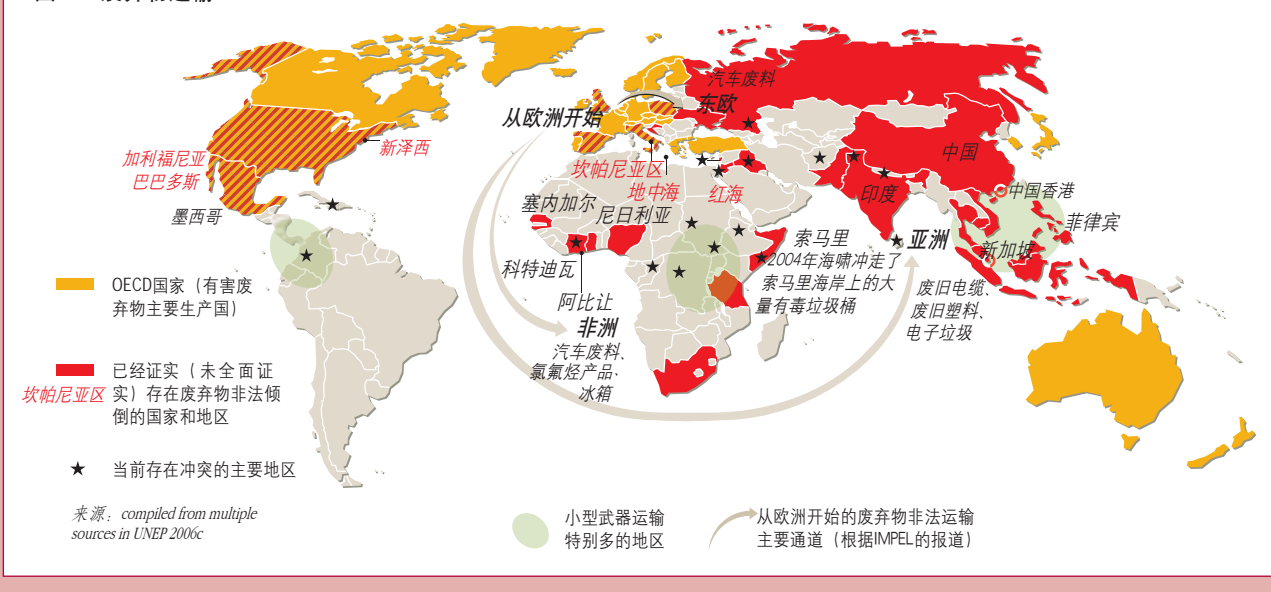 汽车废料
东欧
从欧洲开始
新泽西
加利福尼亚
巴巴多斯
墨西哥
坎帕尼亚区
地中海
红海
中国
印度
中国香港
菲律宾
新加坡
塞内加尔
尼日利亚
科特迪瓦
阿比让
非洲
汽车废料、
氯氟烃产品、
冰箱
索马里
2004年海啸冲走了
索马里海岸上的大
量有毒垃圾桶
亚洲
废旧电缆、
废旧塑料、
电子垃圾
OECD国家（有害废
弃物主要生产国）
坎帕尼亚区
已经证实（未全面证
实）存在废弃物非法倾
倒的国家和地区
当前存在冲突的主要地区
来源：compiled from multiple
sources in UNEP 2006c
小型武器运输
特别多的地区
从欧洲开始的废弃物非法运输
主要通道（根据IMPEL的报道）